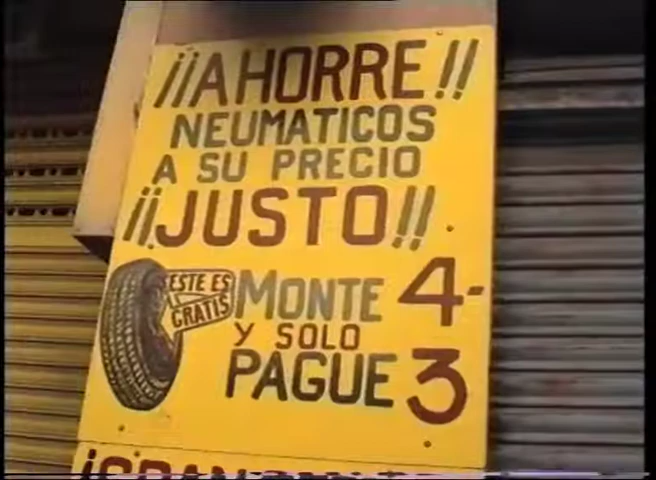 ¡¡AHORRE!!
NEUMATICOS
A SU PRECIO
¡¡JUSTO!!
ESTE ES
GRATIS
MONTE 4-
Y SOLO
PAGUE 3